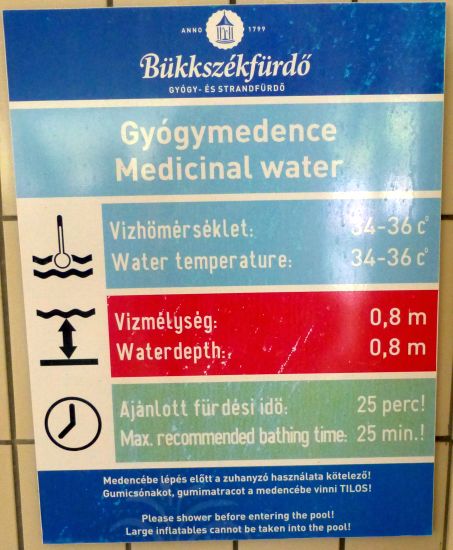 ANNO 1799
Bükkszékfürdő
GYÓGY- ÉS STRANDFÜRDŐ
Gyógymedence
Medicinal water
Vizhőmérséklet: 34-36 c°
Water temperature: 34-36 c°
Vizmélység: 0,8 m
Waterdepth: 0,8 m
Ajánlott fürdési idő: 25 perc!
Max. recommended bathing time: 25 min.!
Medencébe lépés előtt a zuhanyzó használata kötelező!
Gumicsónakot, gumimatracot a medencébe vinni TILOS!
Please shower before entering the pool!
Large inflatables cannot be taken into the pool!